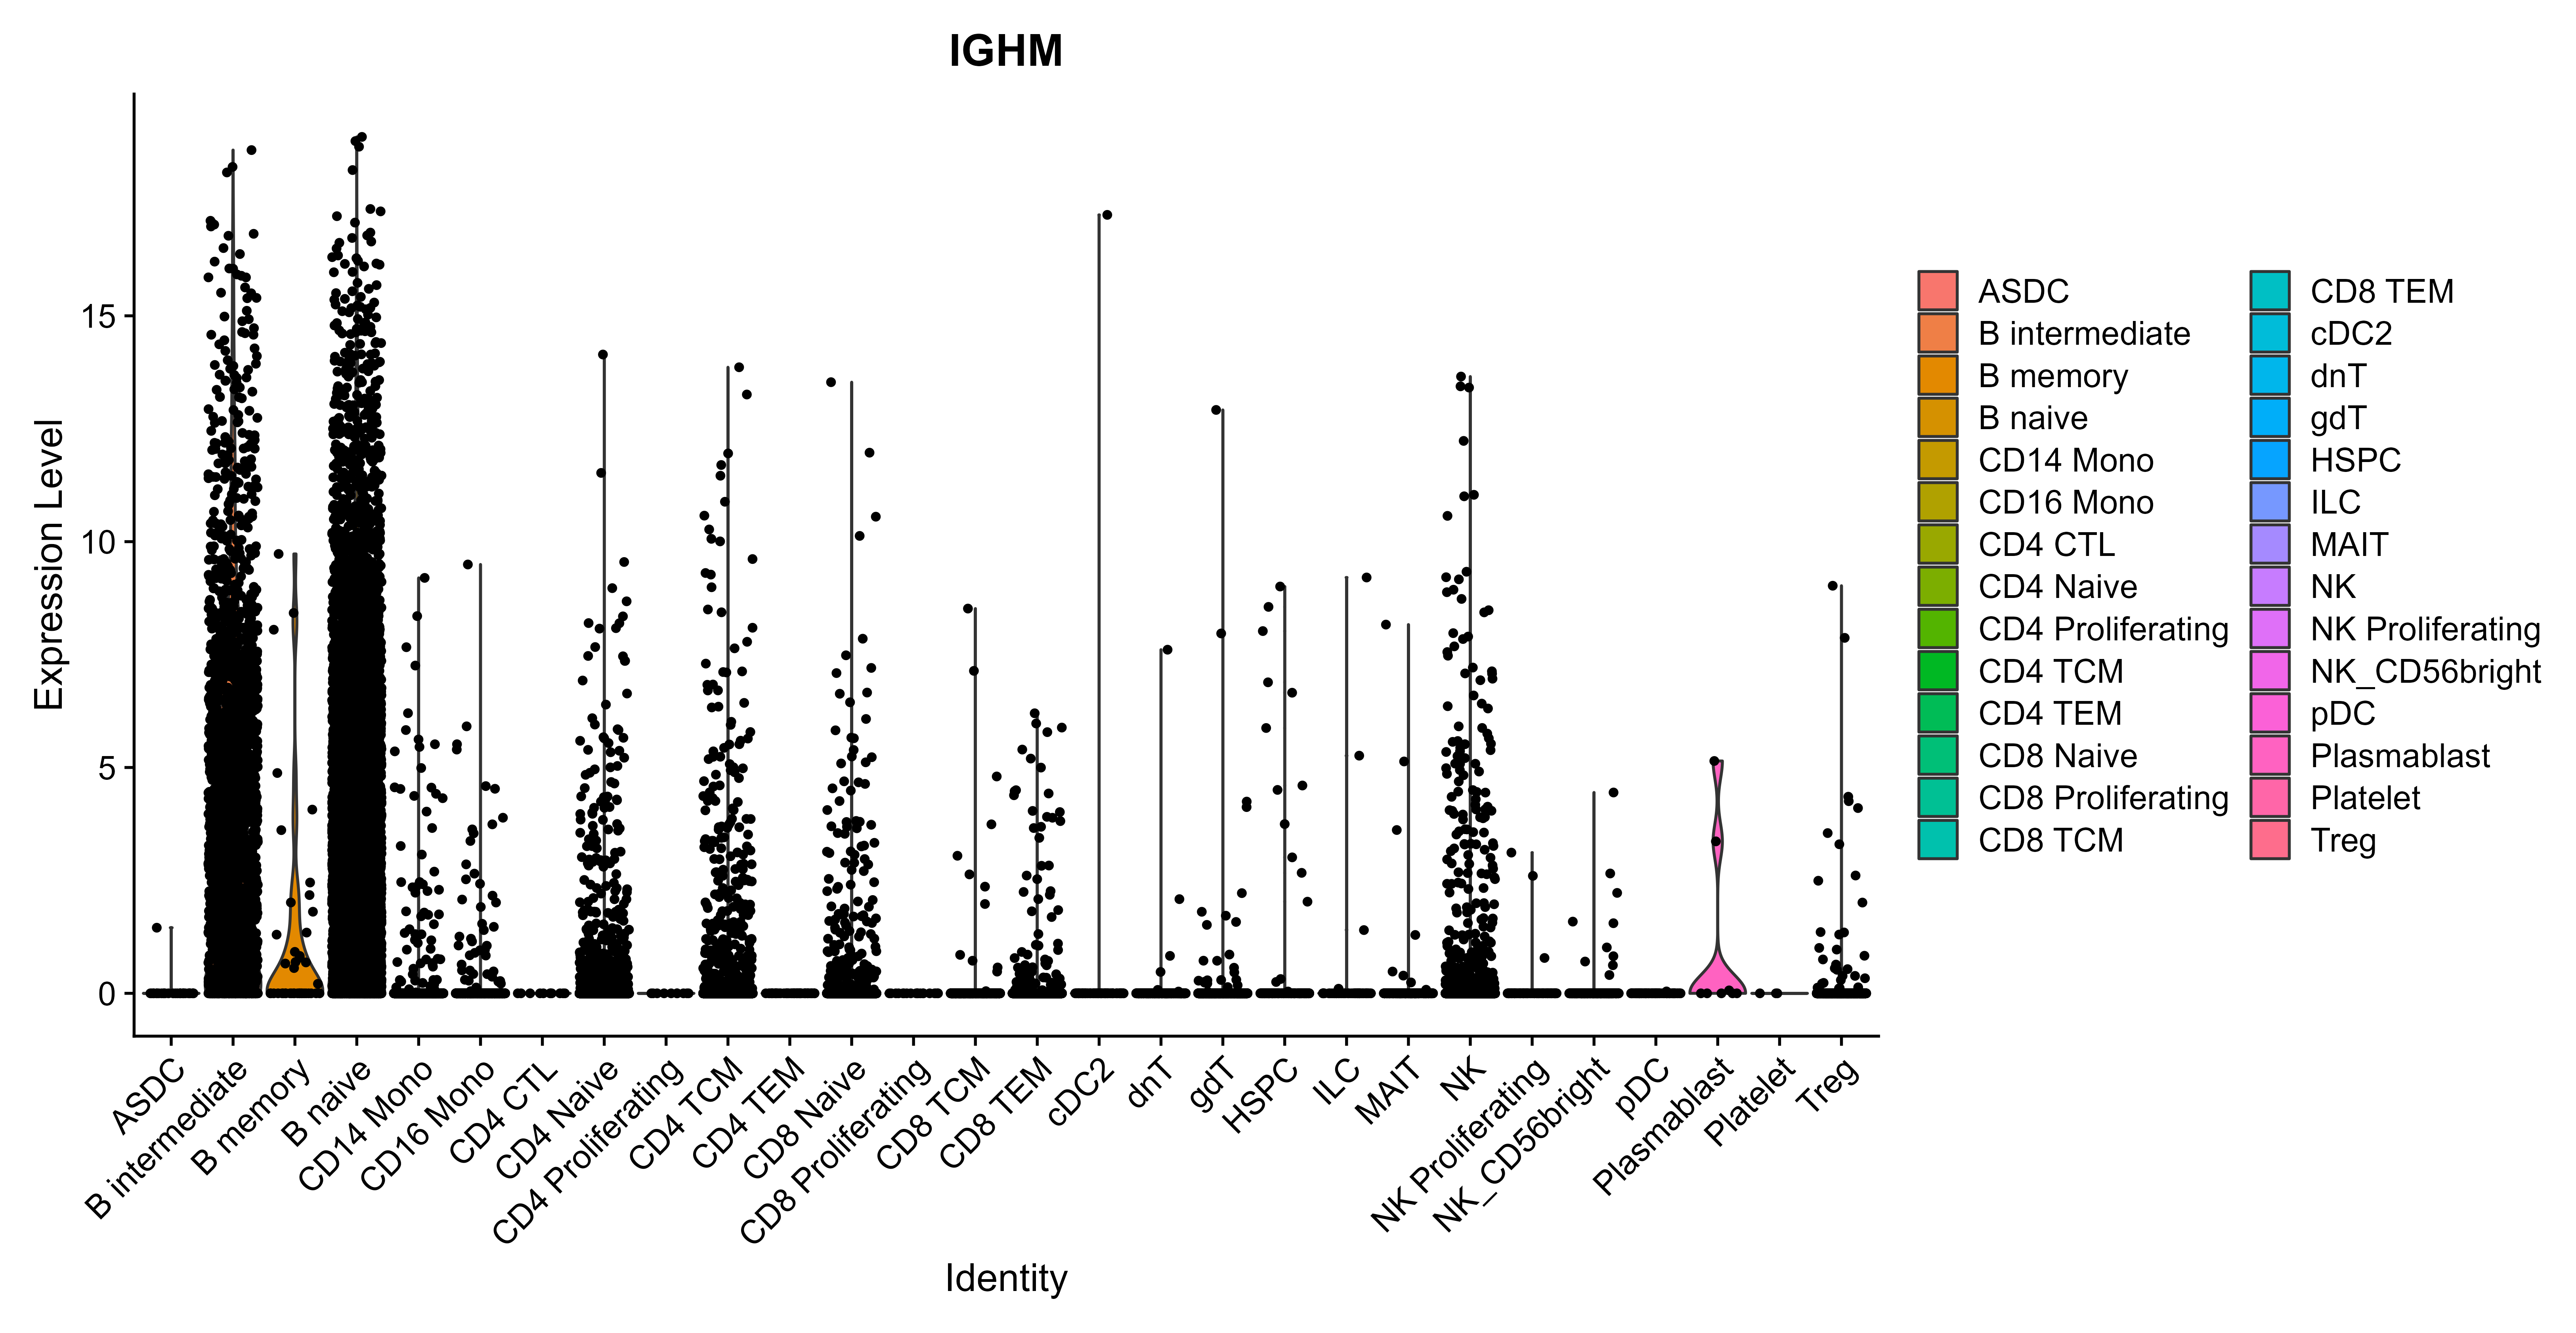 IGHM
Expression Level
15
10
5
0
ASDC
B intermediate
B memory
B naive
CD14 Mono
CD16 Mono
CD4 CTL
CD4 Naive
CD4 Proliferating
CD4 TCM
CD4 TEM
CD8 Naive
CD8 Proliferating
CD8 TCM
CD8 TEM
cDC2
dnT
gdT
HSPC
ILC
MAIT
NK
NK Proliferating
NK_CD56bright
pDC
Plasmablast
Platelet
Treg
Identity
ASDC
B intermediate
B memory
B naive
CD14 Mono
CD16 Mono
CD4 CTL
CD4 Naive
CD4 Proliferating
CD4 TCM
CD4 TEM
CD8 Naive
CD8 Proliferating
CD8 TCM
CD8 TEM
cDC2
dnT
gdT
HSPC
ILC
MAIT
NK
NK Proliferating
NK_CD56bright
pDC
Plasmablast
Platelet
Treg